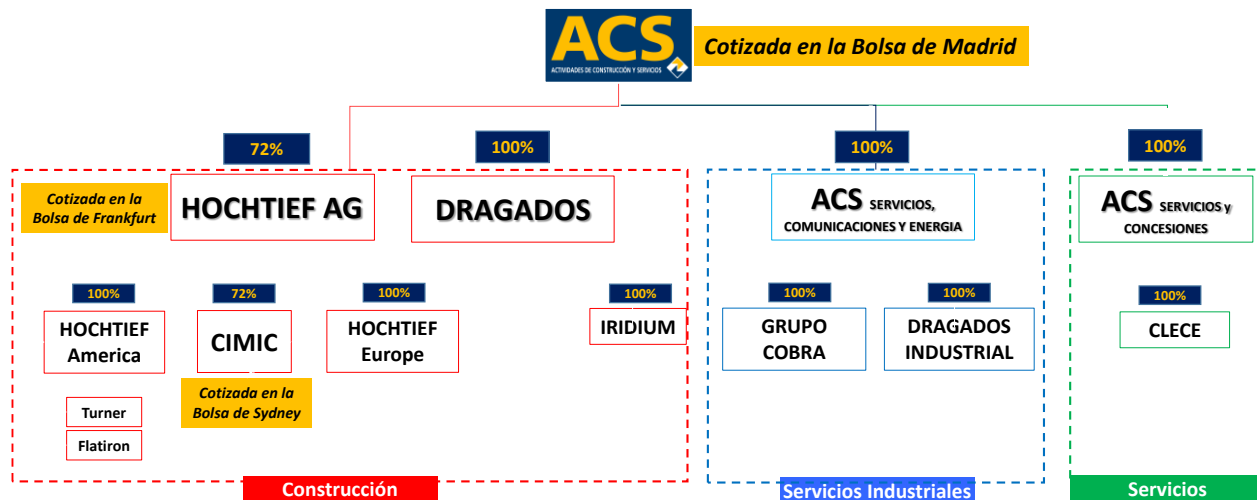 ACS
ACTIVIDADES DE CONSTRUCCIÓN Y SERVICIOS
Cotizada en la Bolsa de Madrid
72%
100%
100%
100%
Cotizada en la
Bolsa de Frankfurt
HOCHTIEF AG
DRAGADOS
ACS SERVICIOS,
COMUNICACIONES Y ENERGIA
ACS SERVICIOS y
CONCESIONES
100%
72%
100%
100%
100%
100%
100%
HOCHTIEF
America
CIMIC
HOCHTIEF
Europe
IRIDIUM
GRUPO
COBRA
DRAGADOS
INDUSTRIAL
CLECE
Cotizada en la
Bolsa de Sydney
Turner
Flatiron
Construcción
Servicios Industriales
Servicios